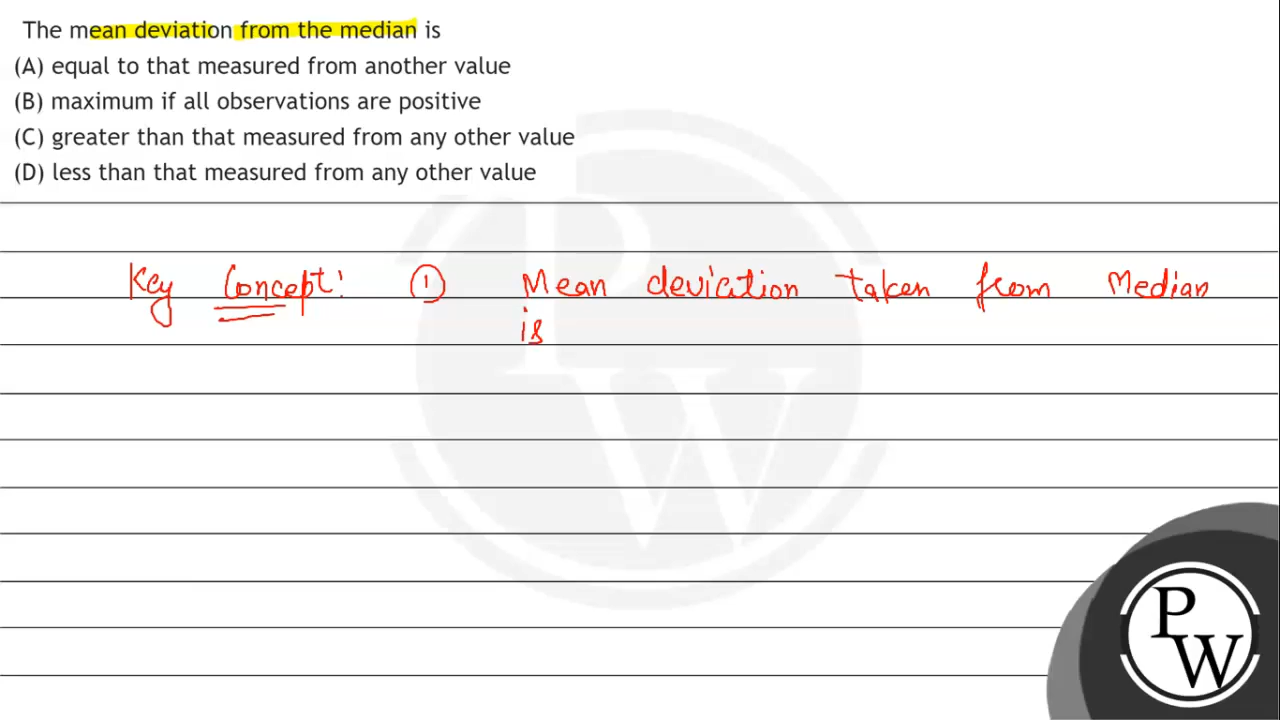 The mean deviation from the median is
(A) equal to that measured from another value
(B) maximum if all observations are positive
(C) greater than that measured from any other value
(D) less than that measured from any other value
Key Concept: ① Mean deviation taken from Median
is
P
W
P
W